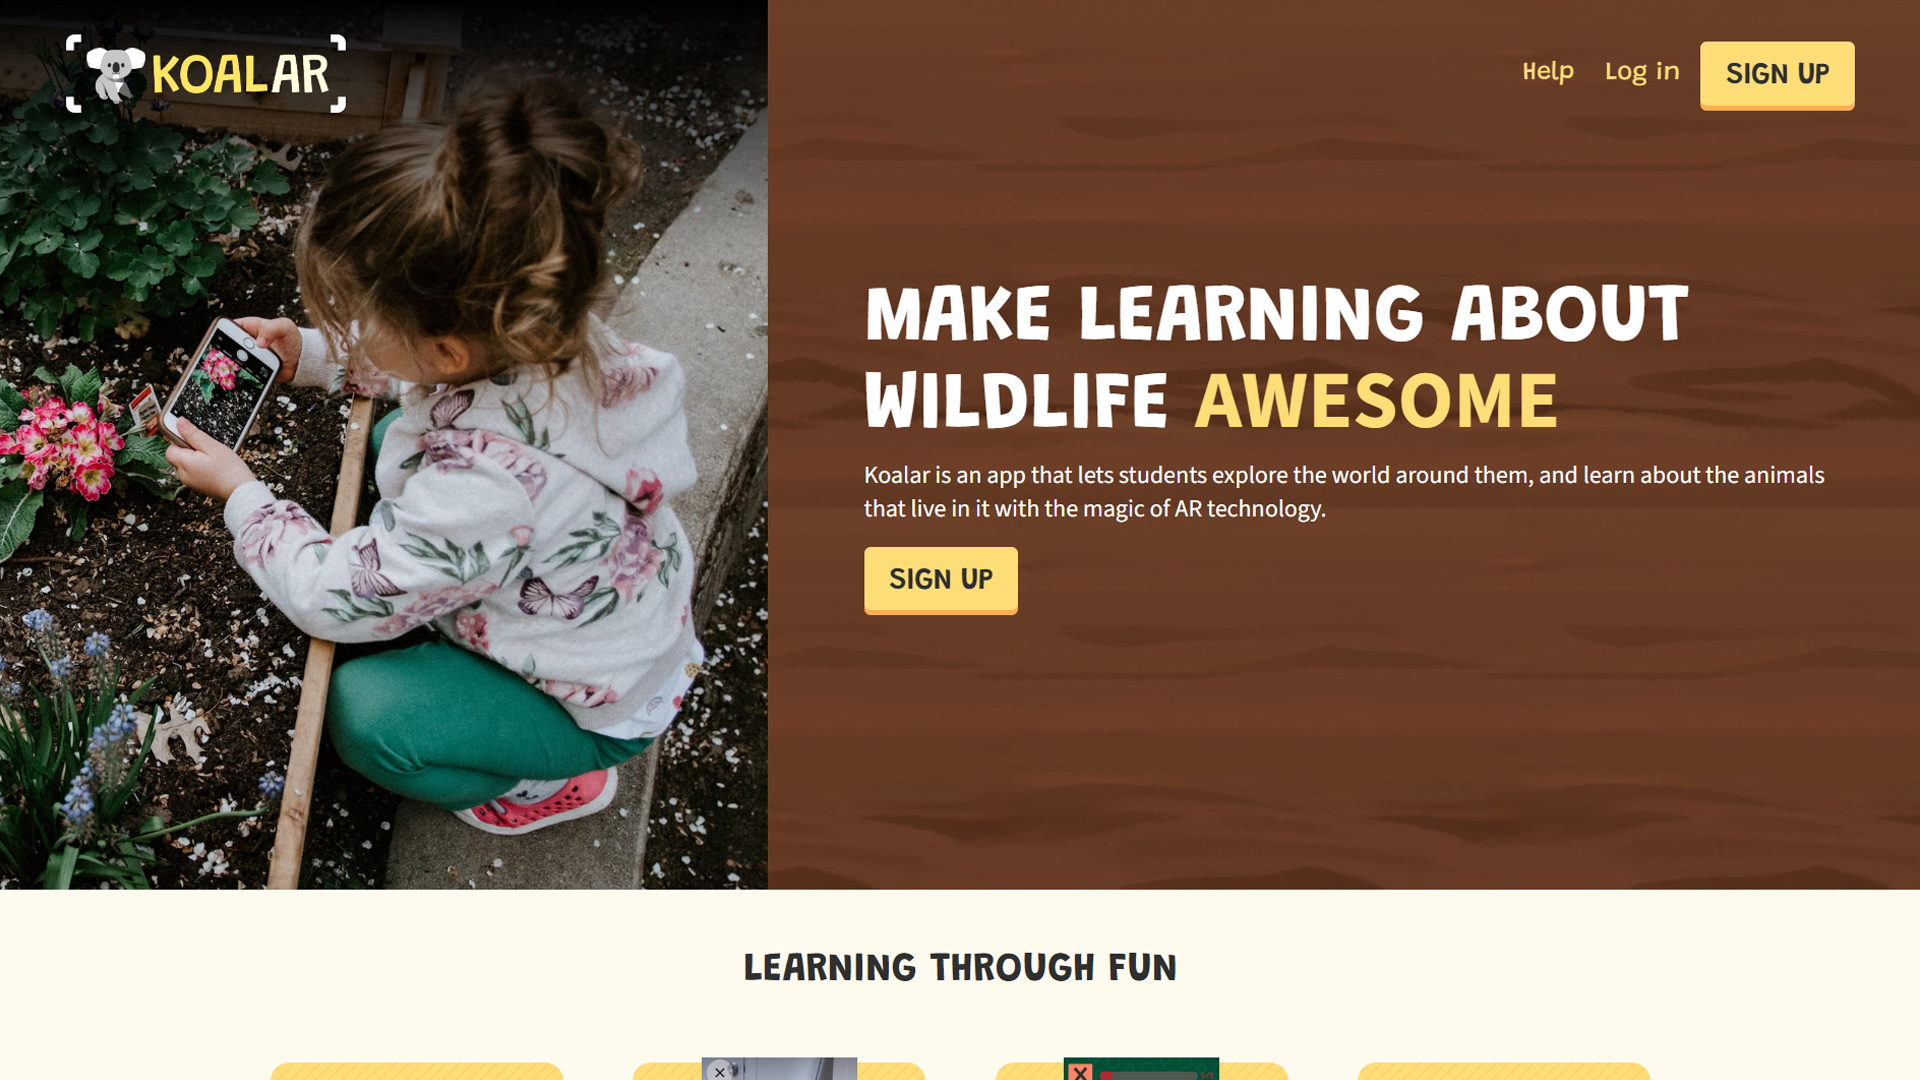 KOALAR
Help
Log in
SIGN UP
MAKE LEARNING ABOUT
WILDLIFE AWESOME
Koalar is an app that lets students explore the world around them, and learn about the animals
that live in it with the magic of AR technology.
SIGN UP
LEARNING THROUGH FUN